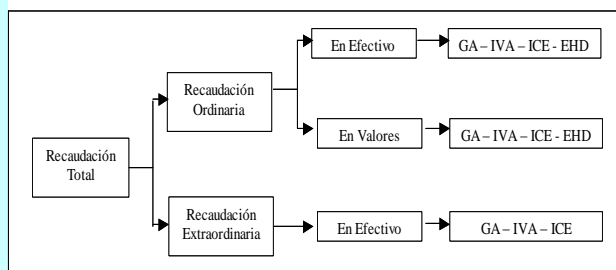 En Efectivo
GA – IVA – ICE - EHD
Recaudación
Ordinaria
En Valores
GA – IVA – ICE - EHD
Recaudación
Total
Recaudación
Extraordinaria
En Efectivo
GA – IVA – ICE